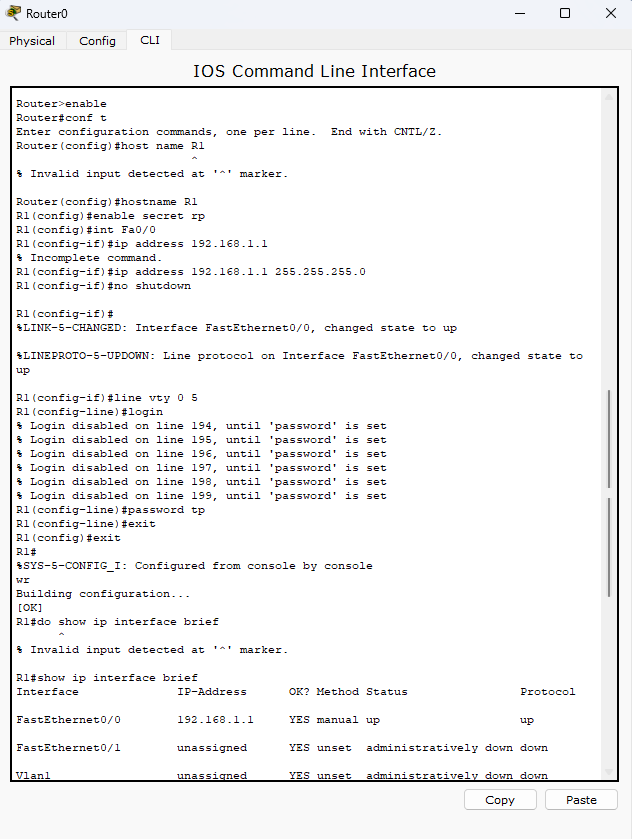 Router0
Physical Config CLI
IOS Command Line Interface
Router>enable
Router#conf t
Enter configuration commands, one per line.  End with CNTL/Z.
Router(config)#host name R1
^
% Invalid input detected at '^' marker.
Router(config)#hostname R1
R1(config)#enable secret rp
R1(config)#int Fa0/0
R1(config-if)#ip address 192.168.1.1
% Incomplete command.
R1(config-if)#ip address 192.168.1.1 255.255.255.0
R1(config-if)#no shutdown
R1(config-if)#
%LINK-5-CHANGED: Interface FastEthernet0/0, changed state to up
%LINEPROTO-5-UPDOWN: Line protocol on Interface FastEthernet0/0, changed state to
up
R1(config-if)#line vty 0 5
R1(config-line)#login
% Login disabled on line 194, until 'password' is set
% Login disabled on line 195, until 'password' is set
% Login disabled on line 196, until 'password' is set
% Login disabled on line 197, until 'password' is set
% Login disabled on line 198, until 'password' is set
% Login disabled on line 199, until 'password' is set
R1(config-line)#password tp
R1(config-line)#exit
R1(config)#exit
R1#
%SYS-5-CONFIG_I: Configured from console by console
wr
Building configuration...
[OK]
R1#do show ip interface brief
^
% Invalid input detected at '^' marker.
R1#show ip interface brief
Interface IP-Address OK? Method Status Protocol
FastEthernet0/0 192.168.1.1 YES manual up up
FastEthernet0/1 unassigned YES unset administratively down down
Vlan1 unassigned YES unset administratively down down
Copy Paste